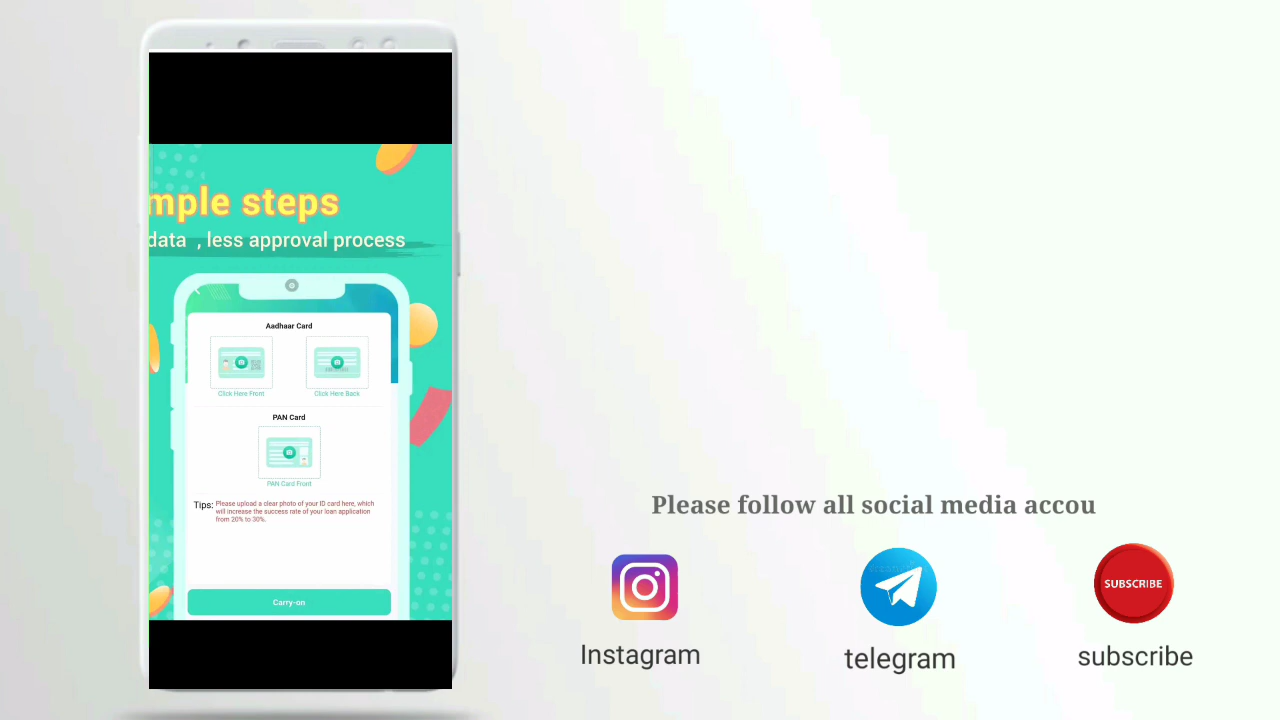 mple steps
data , less approval process
Aadhaar Card
Click Here Front
Click Here Back
PAN Card
PAN Card Front
Tips: Please upload a clear photo of your ID card here, which
will increase the success rate of your loan application
from 20% to 30%.
Carry-on
Please follow all social media accou
SUBSCRIBE
Instagram
telegram
subscribe